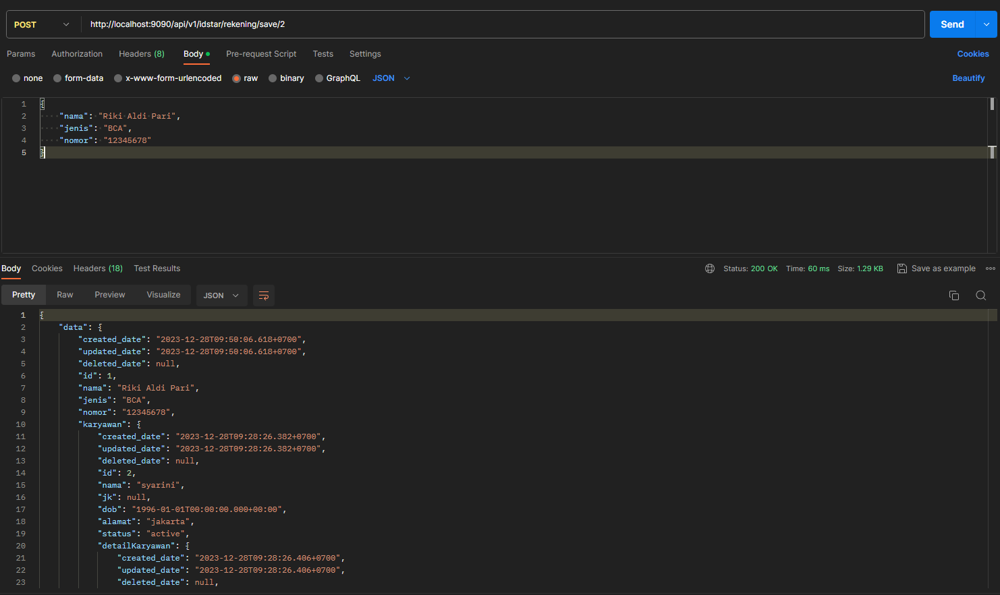 POST http://localhost:9090/api/v1/idstar/rekening/save/2 Send
Params Authorization Headers (8) Body Pre-request Script Tests Settings Cookies
none form-data x-www-form-urlencoded raw binary GraphQL JSON Beautify
1 {
2 "nama": "Riki Aldi Pari",
3 "jenis": "BCA",
4 "nomor": "12345678"
5 }
Body Cookies Headers (18) Test Results Status: 200 OK Time: 60 ms Size: 1.29 KB Save as example
Pretty Raw Preview Visualize JSON
1 {
2 "data": {
3 "created_date": "2023-12-28T09:50:06.618+0700",
4 "updated_date": "2023-12-28T09:50:06.618+0700",
5 "deleted_date": null,
6 "id": 1,
7 "nama": "Riki Aldi Pari",
8 "jenis": "BCA",
9 "nomor": "12345678",
10 "karyawan": {
11 "created_date": "2023-12-28T09:28:26.382+0700",
12 "updated_date": "2023-12-28T09:28:26.382+0700",
13 "deleted_date": null,
14 "id": 2,
15 "nama": "syarini",
16 "jk": null,
17 "dob": "1996-01-01T00:00:00.000+00:00",
18 "alamat": "jakarta",
19 "status": "active",
20 "detailKaryawan": {
21 "created_date": "2023-12-28T09:28:26.406+0700",
22 "updated_date": "2023-12-28T09:28:26.406+0700",
23 "deleted_date": null,